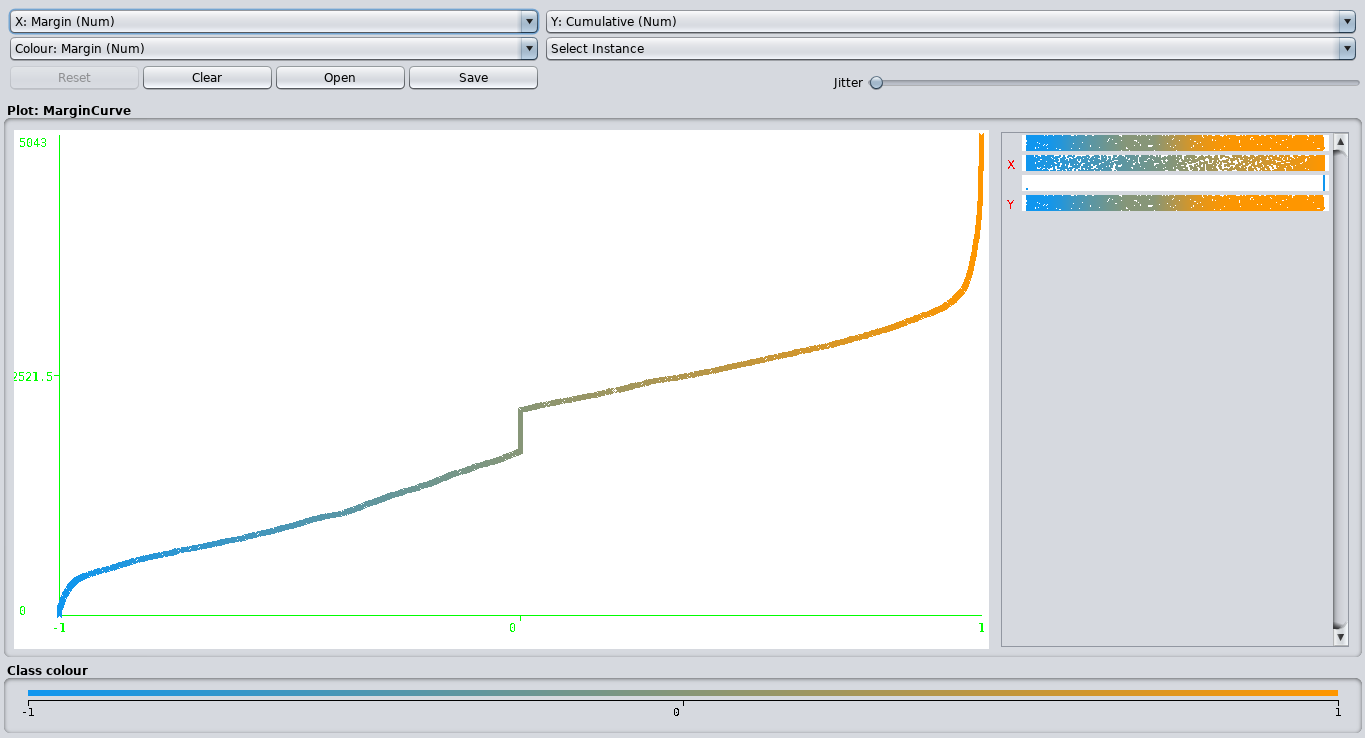 X: Margin (Num)
Y: Cumulative (Num)
Colour: Margin (Num)
Select Instance
Reset
Clear
Open
Save
Jitter
Plot: MarginCurve
5043
2521.5
0
-1
0
1
X
Y
Class colour
-1
0
1